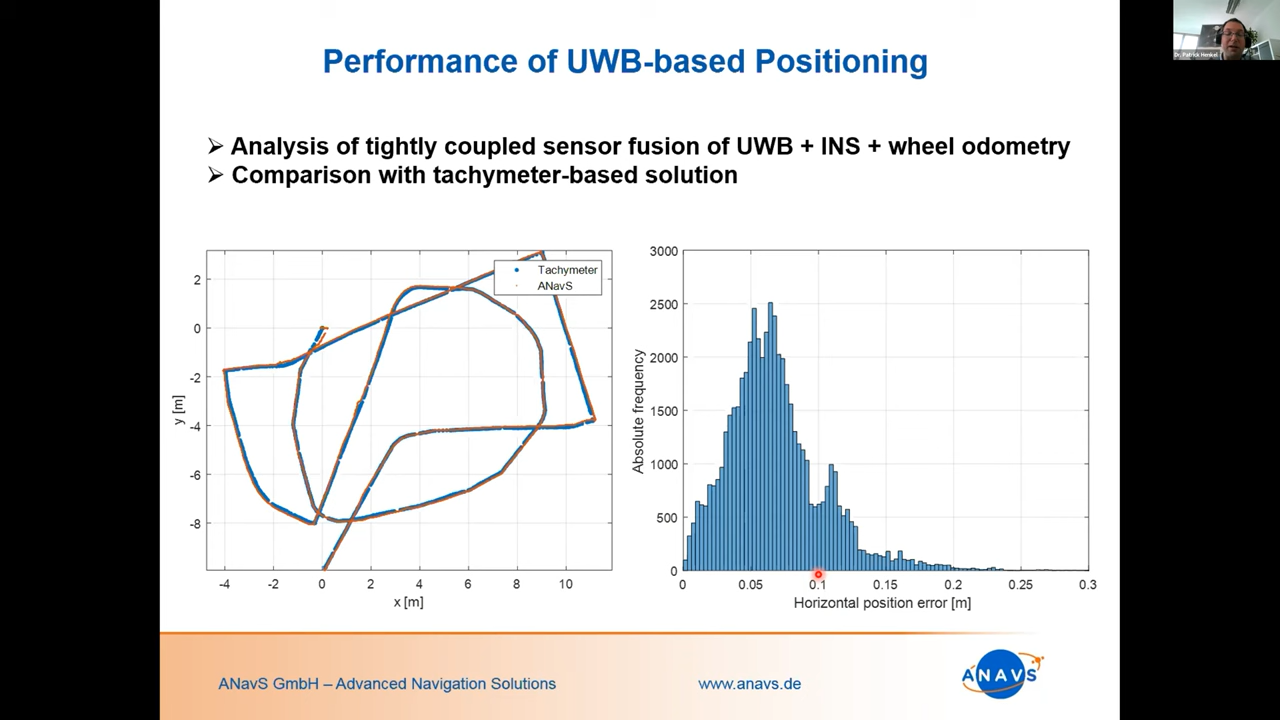 Performance of UWB-based Positioning
Dr. Patrick Henkel
➢ Analysis of tightly coupled sensor fusion of UWB + INS + wheel odometry
➢ Comparison with tachymeter-based solution
Tachymeter
ANavS
2
0
-2
-4
-6
-8
y [m]
-4 -2 0 2 4 6 8 10
x [m]
3000
2500
2000
1500
1000
500
0
Absolute frequency
0 0.05 0.1 0.15 0.2 0.25 0.3
Horizontal position error [m]
ANavS GmbH – Advanced Navigation Solutions
www.anavs.de
ANAVS